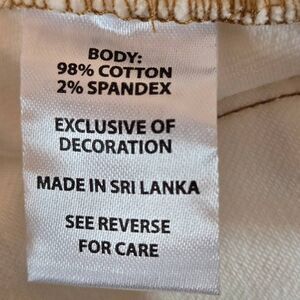 BODY:
98% COTTON
2% SPANDEX
EXCLUSIVE OF
DECORATION
MADE IN SRI LANKA
SEE REVERSE
FOR CARE